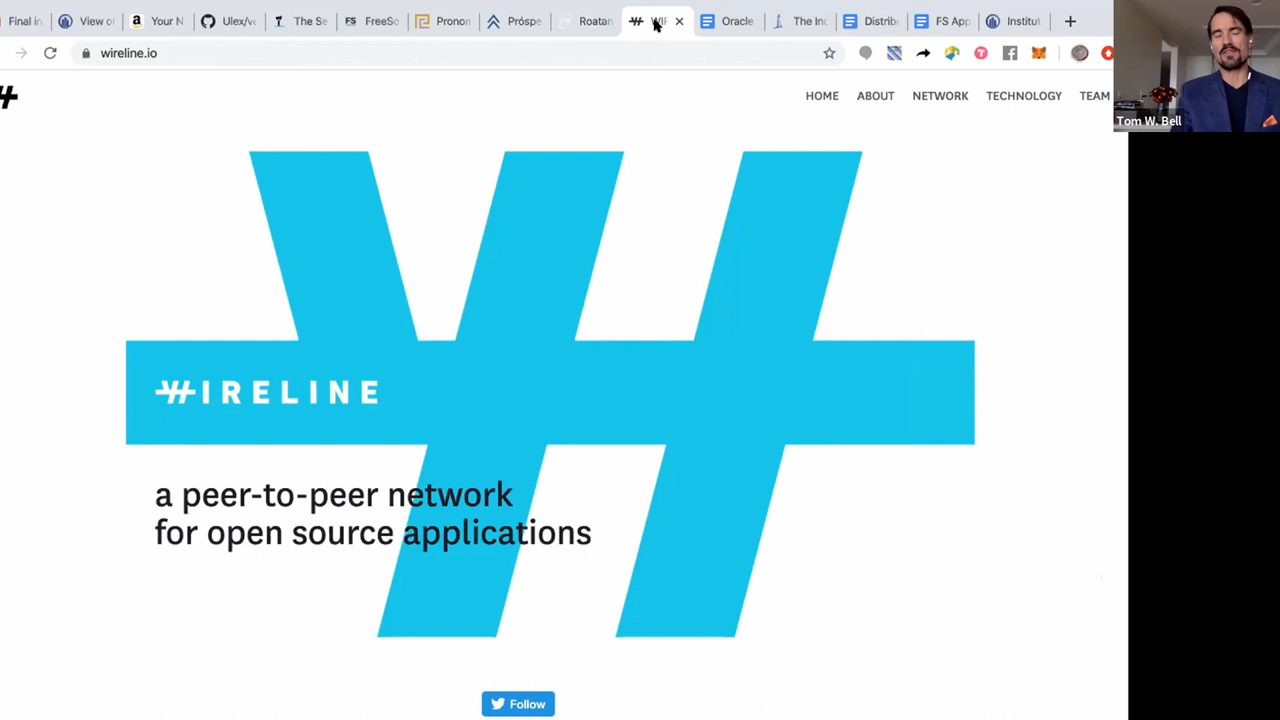 Final in
View o
Your N
Ulex/ve
The Se
FreeSo
Pronon
Próspe
Roatan
Oracle
The Inc
Distrib
FS App
Institut
wireline.io
HOME
ABOUT
NETWORK
TECHNOLOGY
TEAM
Tom W. Bell
WIRELINE
a peer-to-peer network
for open source applications
Follow